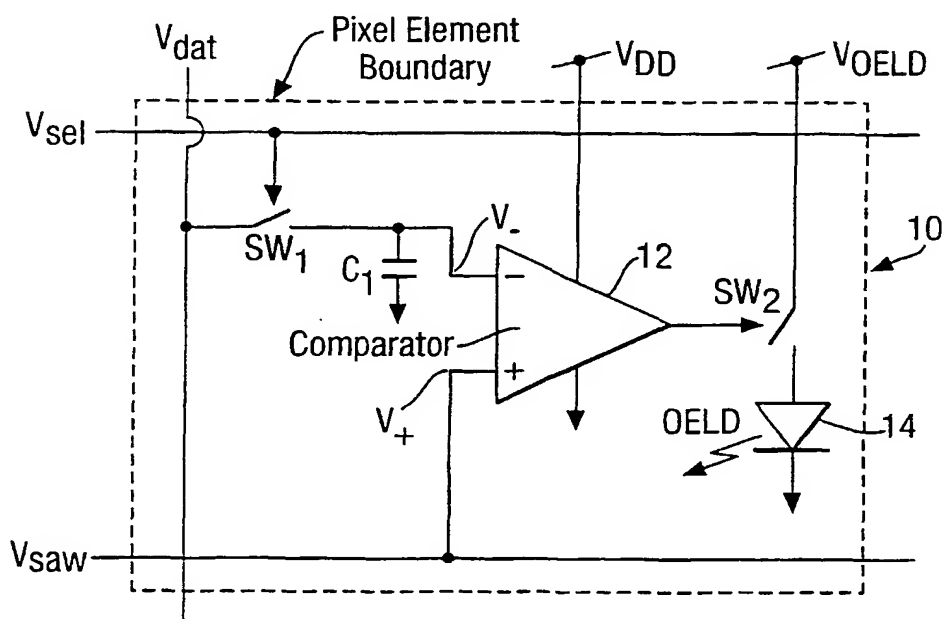 Vdat
Pixel Element
Boundary
VDD
VOELD
Vsel
10
SW1
V-
C1
12
SW2
Comparator
V+
OELD
14
Vsaw